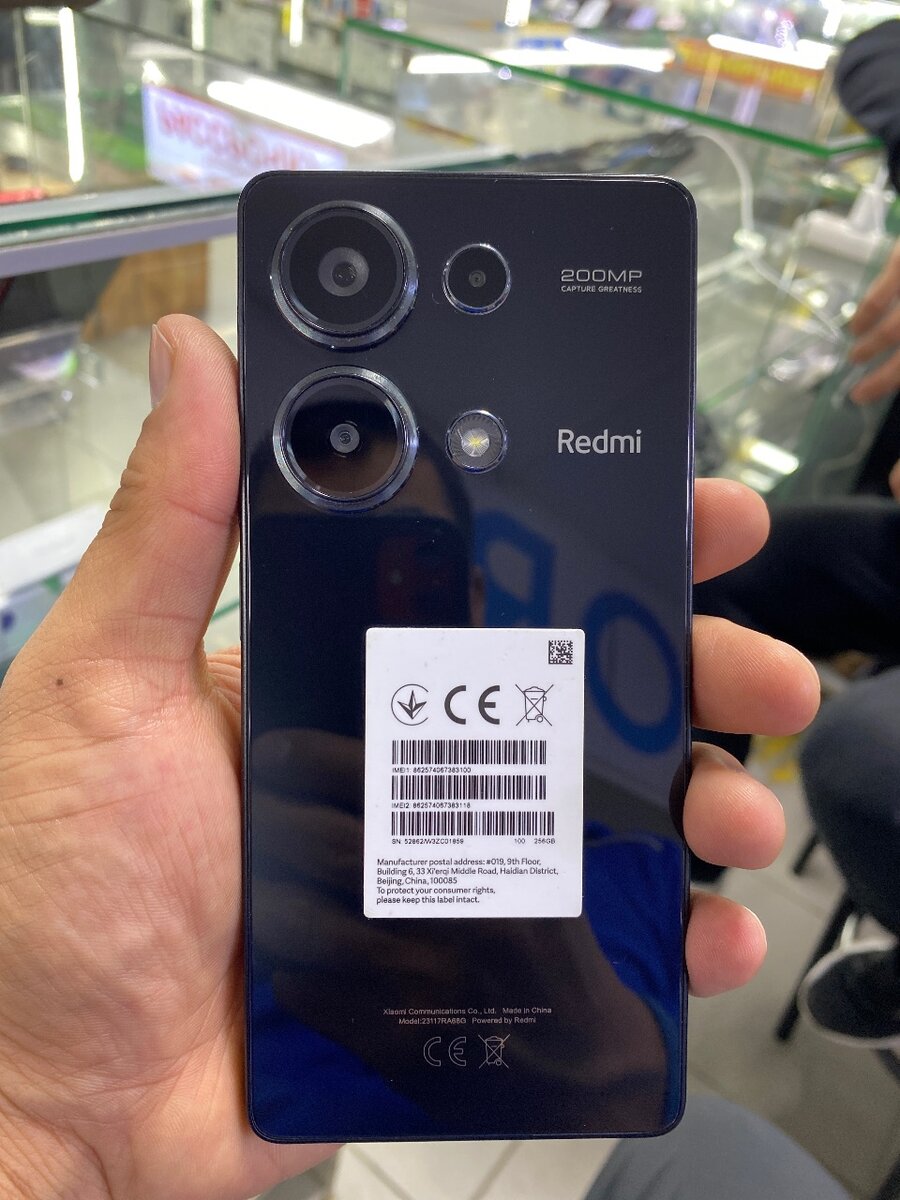 200MP
CAPTURE GREATNESS
Redmi
CE
IMEI1: 862574067383100
IMEI2: 862574067383118
SN: 52862/W3ZC01859 100 256GB
Manufacturer postal address: #019, 9th Floor,
Building 6, 33 Xi'erqi Middle Road, Haidian District,
Beijing, China, 100085
To protect your consumer rights,
please keep this label intact.
Xiaomi Communications Co., Ltd. Made in China
Model:23117RA68G Powered by Redmi
CE